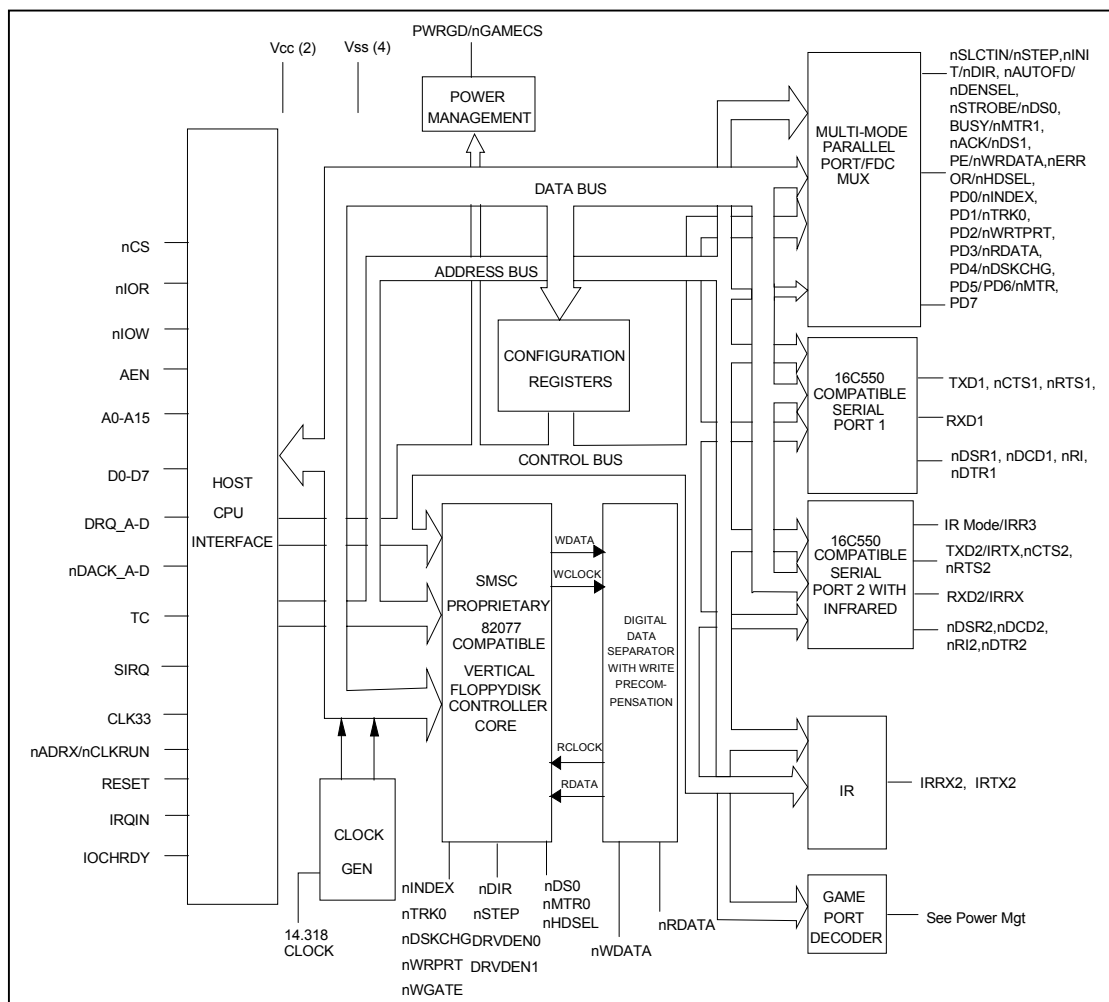 PWRGD/nGAMECS
Vcc (2)
Vss (4)
POWER
MANAGEMENT
nSLCTIN/nSTEP,nINI
T/nDIR, nAUTOFD/
nDENSEL,
nSTROBE/nDS0,
BUSY/nMTR1,
nACK/nDS1,
PE/nWRDATA,nERR
OR/nHDSEL,
PD0/nINDEX,
PD1/nTRK0,
PD2/nWRTPRT,
PD3/nRDATA,
PD4/nDSKCHG,
PD5/PD6/nMTR,
PD7
MULTI-MODE
PARALLEL
PORT/FDC
MUX
DATA BUS
ADDRESS BUS
CONFIGURATION
REGISTERS
CONTROL BUS
nCS
nIOR
nIOW
AEN
A0-A15
D0-D7
DRQ_A-D
nDACK_A-D
TC
SIRQ
CLK33
nADRX/nCLKRUN
RESET
IRQIN
IOCHRDY
HOST
CPU
INTERFACE
16C550
COMPATIBLE
SERIAL
PORT 1
TXD1, nCTS1, nRTS1,
RXD1
nDSR1, nDCD1, nRI,
nDTR1
16C550
COMPATIBLE
SERIAL
PORT 2 WITH
INFRARED
IR Mode/IRR3
TXD2/IRTX,nCTS2,
nRTS2
RXD2/IRRX
nDSR2,nDCD2,
nRI2,nDTR2
SMSC
PROPRIETARY
82077
COMPATIBLE
VERTICAL
FLOPPYDISK
CONTROLLER
CORE
WDATA
WCLOCK
RCLOCK
RDATA
DIGITAL
DATA
SEPARATOR
WITH WRITE
PRECOM-
PENSATION
IR
IRRX2, IRTX2
CLOCK
GEN
14.318
CLOCK
nINDEX
nTRK0
nDSKCHG
nWRPRT
nWGATE
nDIR
nSTEP
DRVDEN0
DRVDEN1
nDS0
nMTR0
nHDSEL
nWDATA
nRDATA
GAME
PORT
DECODER
See Power Mgt